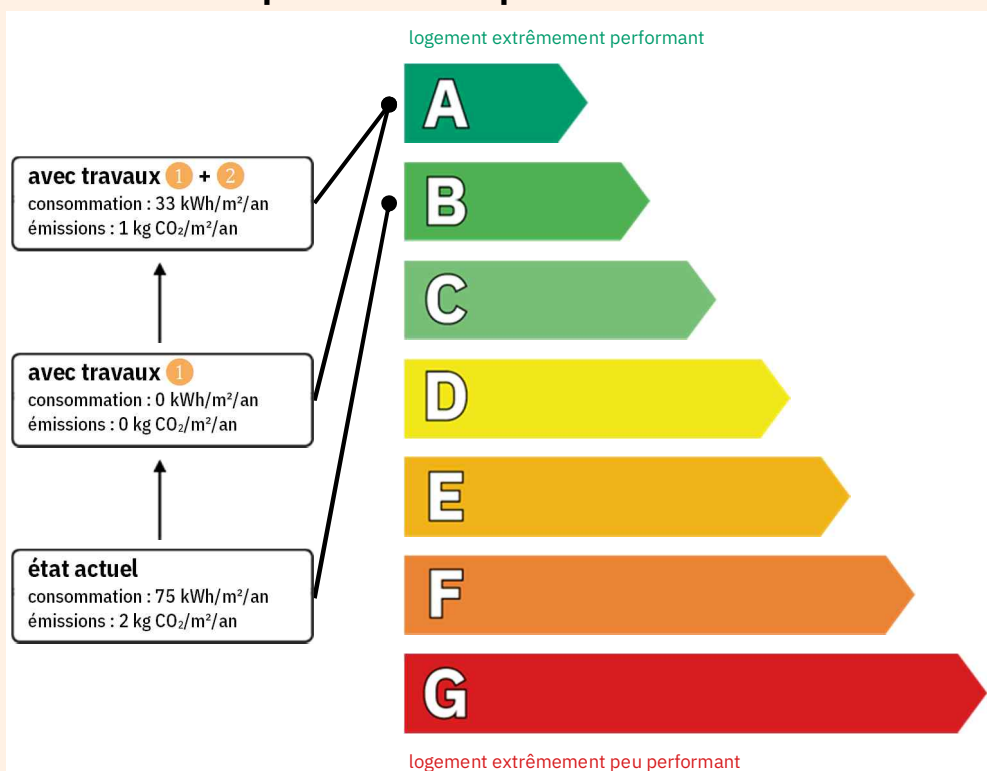 logement extrêmement performant
A
avec travaux 1 + 2
consommation : 33 kWh/m²/an
émissions : 1 kg CO₂/m²/an
B
C
avec travaux 1
consommation : 0 kWh/m²/an
émissions : 0 kg CO₂/m²/an
D
E
état actuel
consommation : 75 kWh/m²/an
émissions : 2 kg CO₂/m²/an
F
G
logement extrêmement peu performant